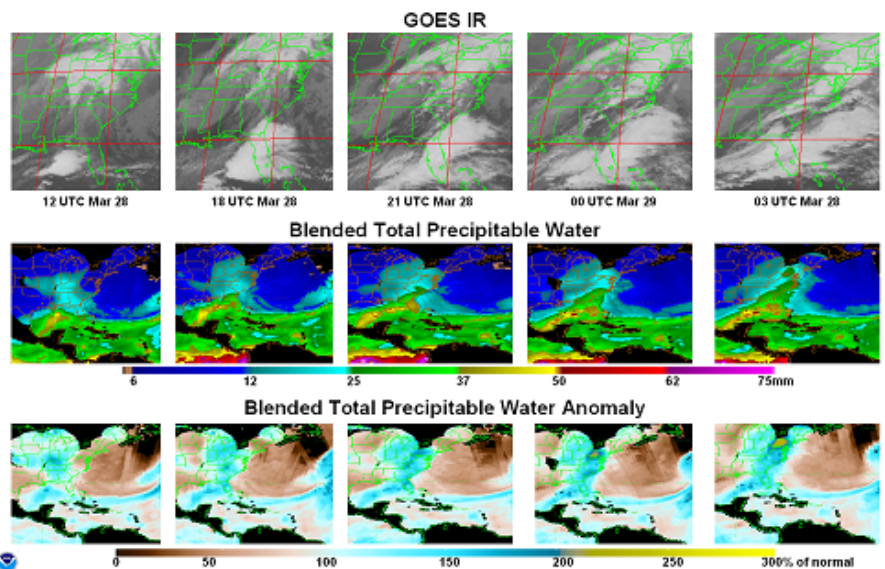 GOES IR
12 UTC Mar 28 18 UTC Mar 28 21 UTC Mar 28 00 UTC Mar 29 03 UTC Mar 28
Blended Total Precipitable Water
6 12 25 37 50 62 75mm
Blended Total Precipitable Water Anomaly
0 50 100 150 200 250 300% of normal